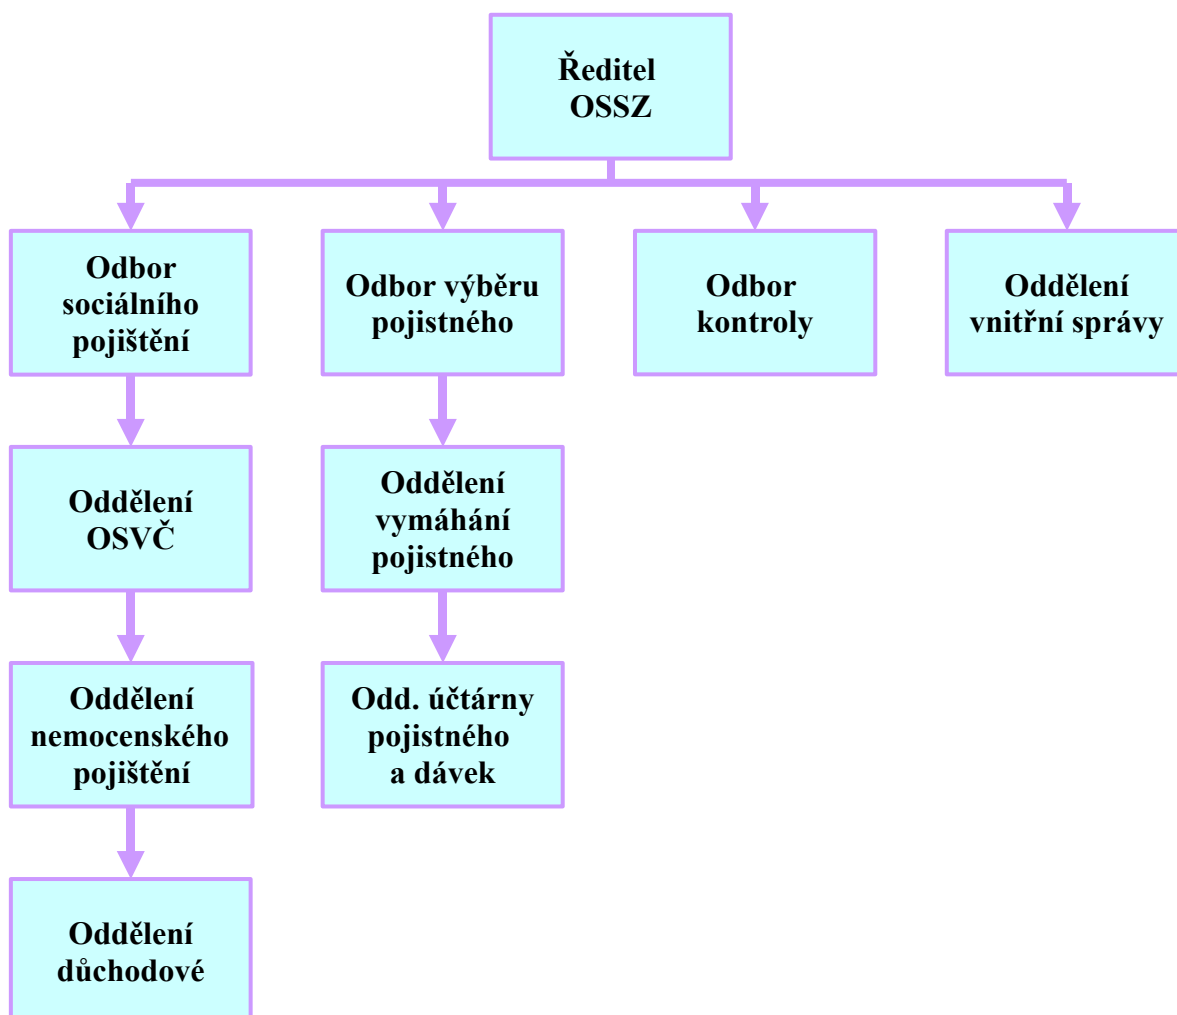 Ředitel
OSSZ
Odbor
sociálního
pojištění
Odbor výběru
pojistného
Odbor
kontroly
Oddělení
vnitřní správy
Oddělení
OSVČ
Oddělení
vymáhání
pojistného
Oddělení
nemocenského
pojištění
Odd. účtárny
pojistného
a dávek
Oddělení
důchodové